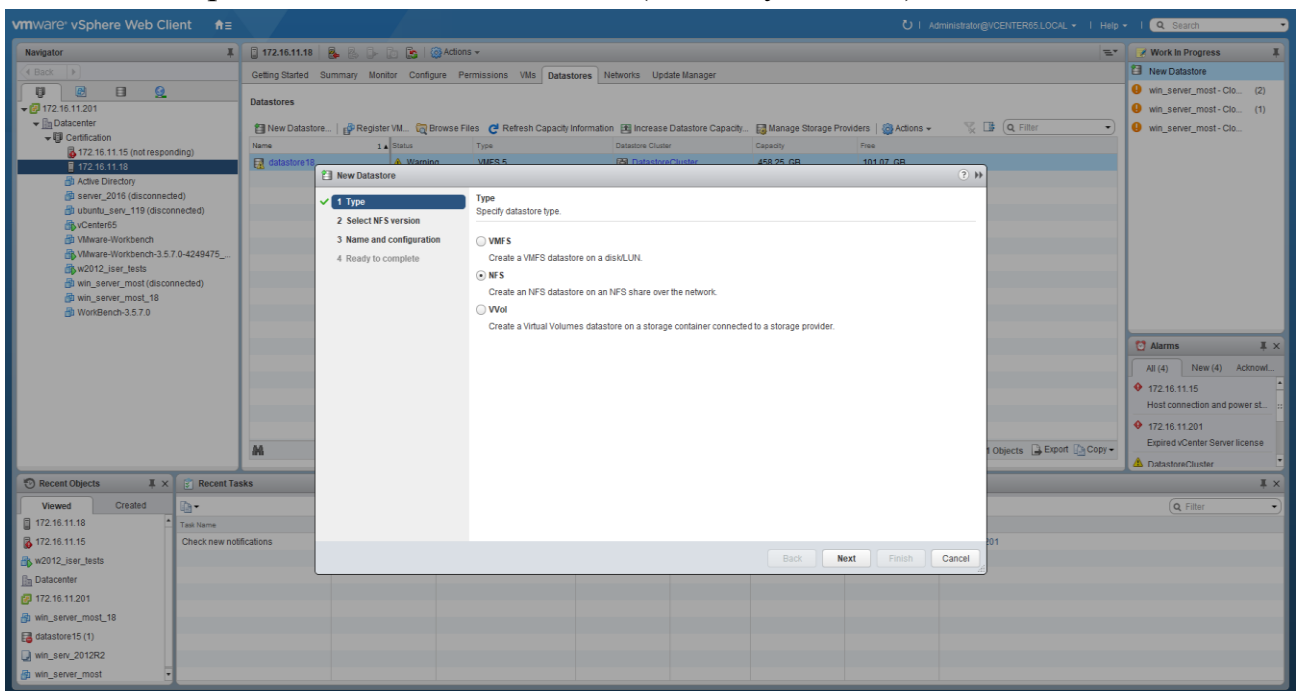 vmware® vSphere Web Client
Administrator@VCENTER65.LOCAL
Help
Search
Navigator
Back
172.16.11.201
Datacenter
Certification
172.16.11.15 (not responding)
172.16.11.18
Active Directory
server_2016 (disconnected)
ubuntu_serv_119 (disconnected)
vCenter65
VMware-Workbench
VMware-Workbench-3.5.7.0-4249475_...
w2012_iser_tests
win_server_most (disconnected)
win_server_most_18
WorkBench-3.5.7.0
172.16.11.18 Actions
Getting Started Summary Monitor Configure Permissions VMs Datastores Networks Update Manager
Datastores
New Datastore... Register VM... Browse Files Refresh Capacity Information Increase Datastore Capacity... Manage Storage Providers Actions Filter
Name 1 Status Type Datastore Cluster Capacity Free
datastore18 Warning VMFS 5 DatastoreCluster 458.25 GB 101.07 GB
New Datastore
1 Type
2 Select NFS version
3 Name and configuration
4 Ready to complete
Type
Specify datastore type.
VMFS
Create a VMFS datastore on a disk/LUN.
NFS
Create an NFS datastore on an NFS share over the network.
VVol
Create a Virtual Volumes datastore on a storage container connected to a storage provider.
Back Next Finish Cancel
Objects Export Copy
Work In Progress
New Datastore
win_server_most - Clo... (2)
win_server_most - Clo... (1)
win_server_most - Clo...
Alarms
All (4) New (4) Acknowl...
172.16.11.15
Host connection and power st...
172.16.11.201
Expired vCenter Server license
DatastoreCluster
Recent Objects
Viewed Created
172.16.11.18
172.16.11.15
w2012_iser_tests
Datacenter
172.16.11.201
win_server_most_18
datastore15 (1)
win_serv_2012R2
win_server_most
Recent Tasks
Filter
Task Name
Check new notifications
201